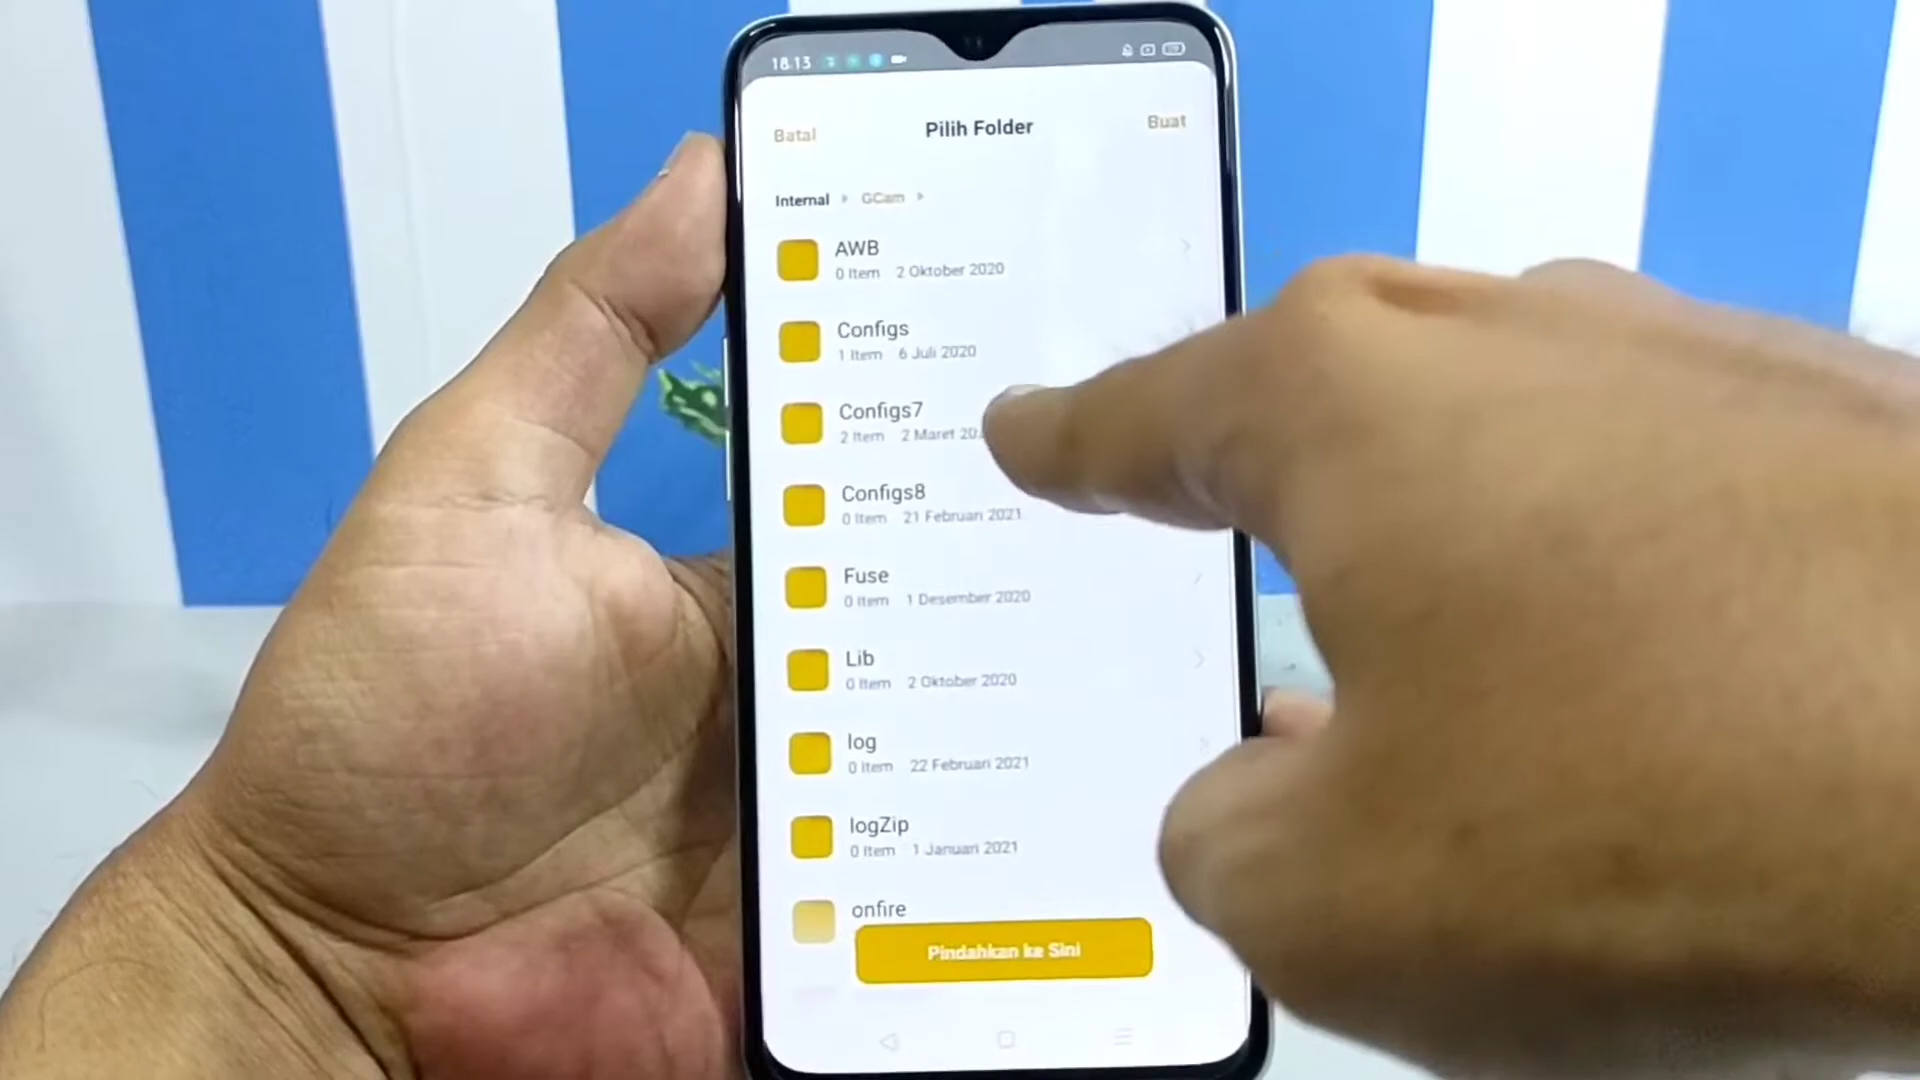 18.13
Batal Pilih Folder Buat
Internal GCam
AWB
0 Item 2 Oktober 2020
Configs
1 Item 6 Juli 2020
Configs7
2 Item 2 Maret
Configs8
0 Item 21 Februari 2021
Fuse
0 Item 1 Desember 2020
Lib
0 Item 2 Oktober 2020
log
0 Item 22 Februari 2021
logZip
0 Item 1 Januari 2021
onfire
Pindahkan ke Sini